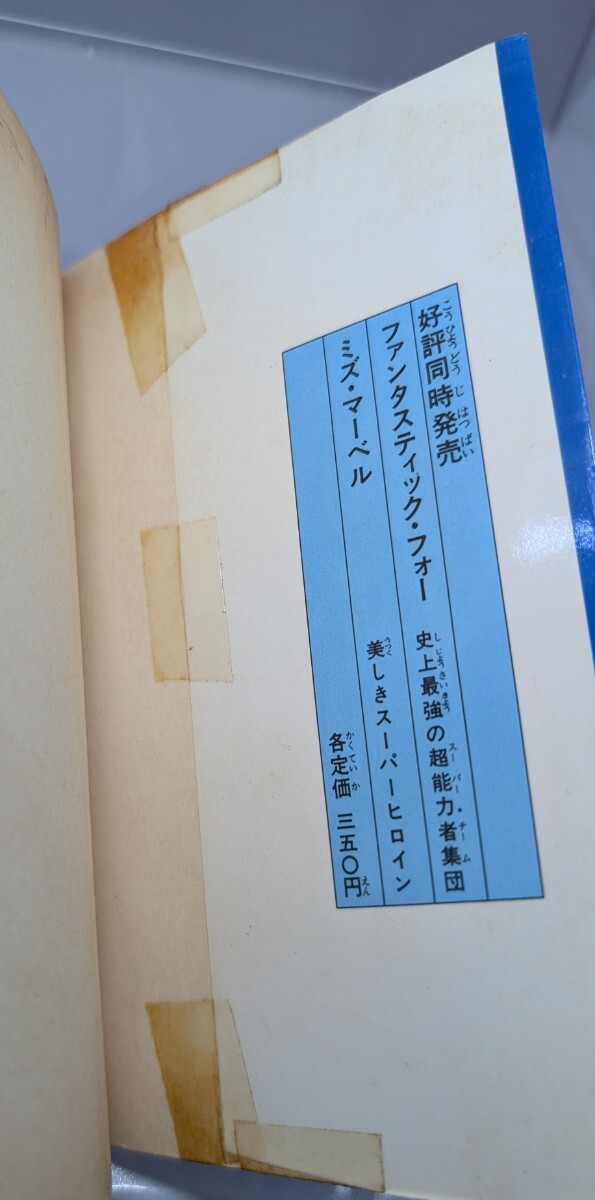 好評同時発売
ファンタスティック・フォー 史上最強の超能力者集団
ミズ・マーベル 美しきスーパーヒロイン
各定価 三五〇円